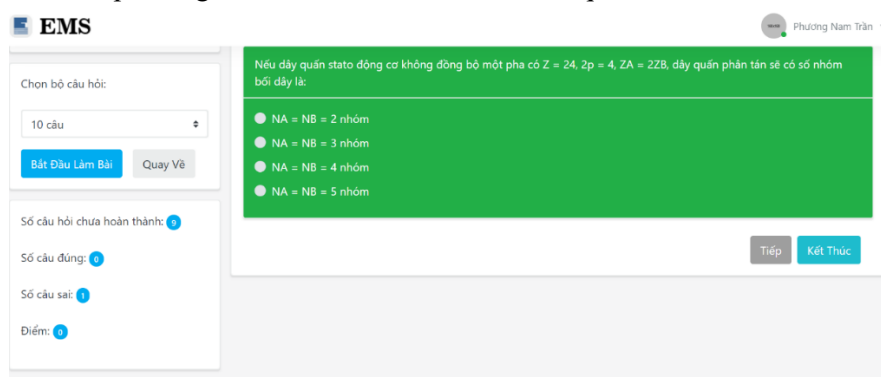 EMS
Phương Nam Trần
Nếu dây quấn stato động cơ không đồng bộ một pha có Z = 24, 2p = 4, ZA = 2ZB, dây quấn phân tán sẽ có số nhóm
bối dây là:
Chọn bộ câu hỏi:
10 câu
NA = NB = 2 nhóm
NA = NB = 3 nhóm
Bắt Đầu Làm Bài
Quay Về
NA = NB = 4 nhóm
NA = NB = 5 nhóm
Số câu hỏi chưa hoàn thành: 9
Tiếp
Kết Thúc
Số câu đúng: 0
Số câu sai: 1
Điểm: 0